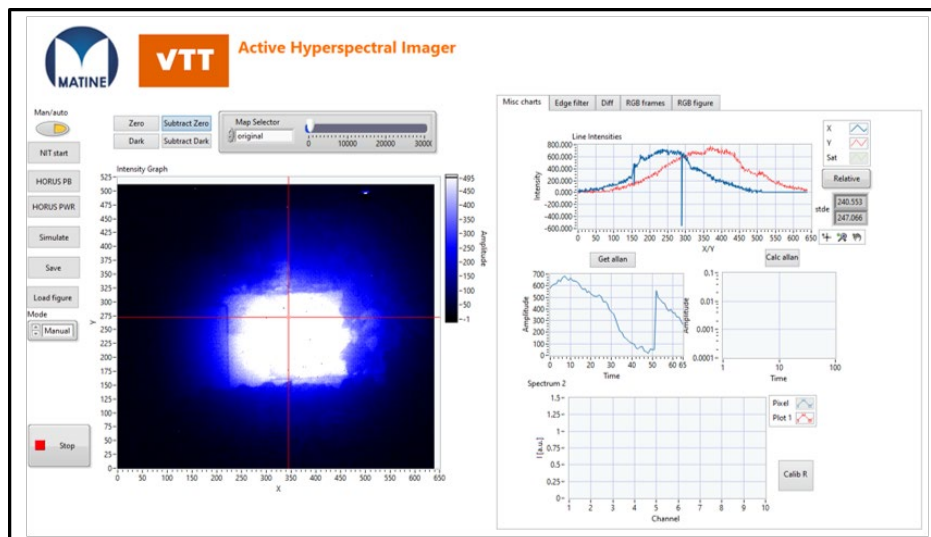 MATINE
VTT
Active Hyperspectral Imager
Man/auto
NIT start
HORUS PB
HORUS PWR
Simulate
Save
Load figure
Mode
Manual
Stop
Zero
Subtract Zero
Dark
Subtract Dark
Map Selector
original
0 10000 20000 30000
Intensity Graph
525
500
475
450
425
400
375
350
325
300
275
250
225
200
175
150
125
100
75
50
25
0
Y
0 50 100 150 200 250 300 350 400 450 500 550 600 650
X
495
450
400
350
300
250
200
150
100
50
-1
Amplitude
Misc charts Edge filter Diff RGB frames RGB figure
Line Intensities
800.000
600.000
400.000
200.000
0.000
-200.000
-400.000
-600.000
Intensity
0 50 100 150 200 250 300 350 400 450 500 550 600 650
X/Y
X
Y
Sat
Relative
stde
240.553
247.066
Get allan
Calc allan
700
600
500
400
300
200
100
0
Amplitude
0 10 20 30 40 50 60 65
Time
0.1
0.01
0.001
0.0001
Amplitude
1 10 100
Time
Spectrum 2
1.5
1.25
1
0.75
0.5
0.25
0
I [a.u.]
1 2 3 4 5 6 7 8 9 10
Channel
Pixel
Plot 1
Calib R